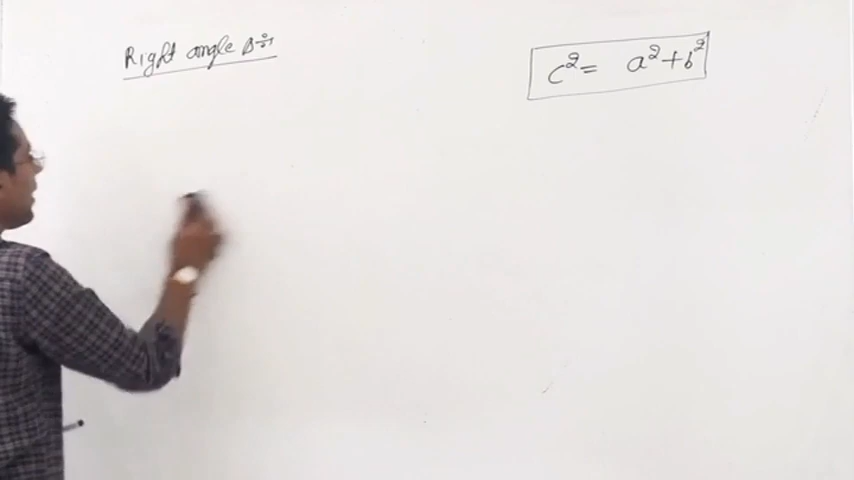 Right angle
c² = a² + b²